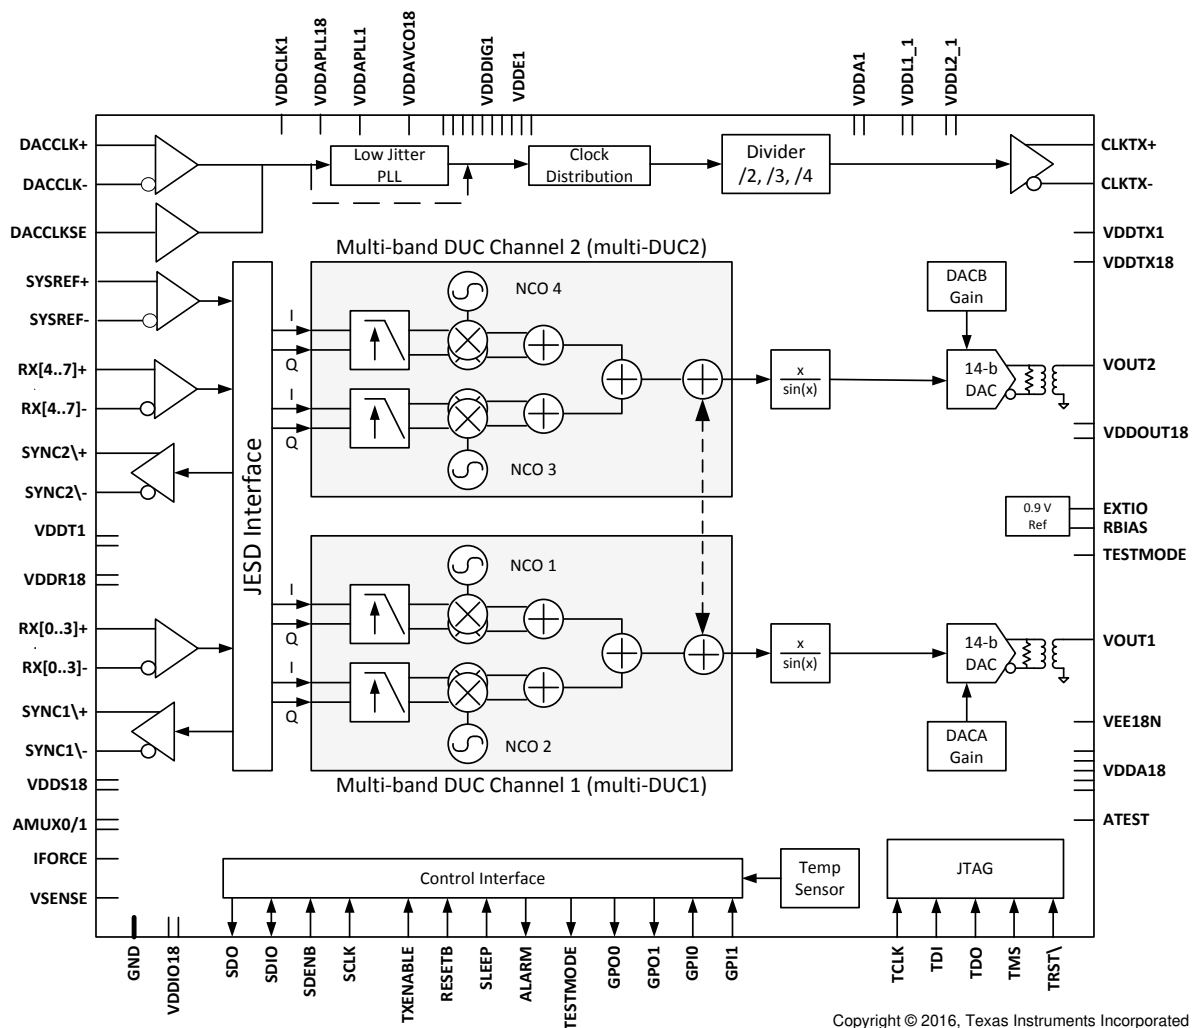 VDDCLK1
VDDAPLL18
VDDAPLL1
VDDAVCO18
VDDDIG1
VDDE1
VDDA1
VDDL1_1
VDDL2_1
DACCLK+
DACCLK-
DACCLKSE
SYSREF+
SYSREF-
RX[4..7]+
RX[4..7]-
SYNC2\+
SYNC2\-
VDDT1
VDDR18
RX[0..3]+
RX[0..3]-
SYNC1\+
SYNC1\-
VDDS18
AMUX0/1
IFORCE
VSENSE
Low Jitter
PLL
Clock
Distribution
Divider
/2, /3, /4
JESD Interface
Multi-band DUC Channel 2 (multi-DUC2)
NCO 4
I
Q
I
Q
NCO 3
x
sin(x)
DACB
Gain
14-b
DAC
NCO 1
I
Q
I
Q
NCO 2
Multi-band DUC Channel 1 (multi-DUC1)
x
sin(x)
14-b
DAC
DACA
Gain
0.9 V
Ref
CLKTX+
CLKTX-
VDDTX1
VDDTX18
VOUT2
VDDOUT18
EXTIO
RBIAS
TESTMODE
VOUT1
VEE18N
VDDA18
ATEST
Control Interface
Temp
Sensor
JTAG
GND
VDDIO18
SDO
SDIO
SDENB
SCLK
TXENABLE
RESETB
SLEEP
ALARM
TESTMODE
GPO0
GPO1
GPI0
GPI1
TCLK
TDI
TDO
TMS
TRST\
Copyright © 2016, Texas Instruments Incorporated